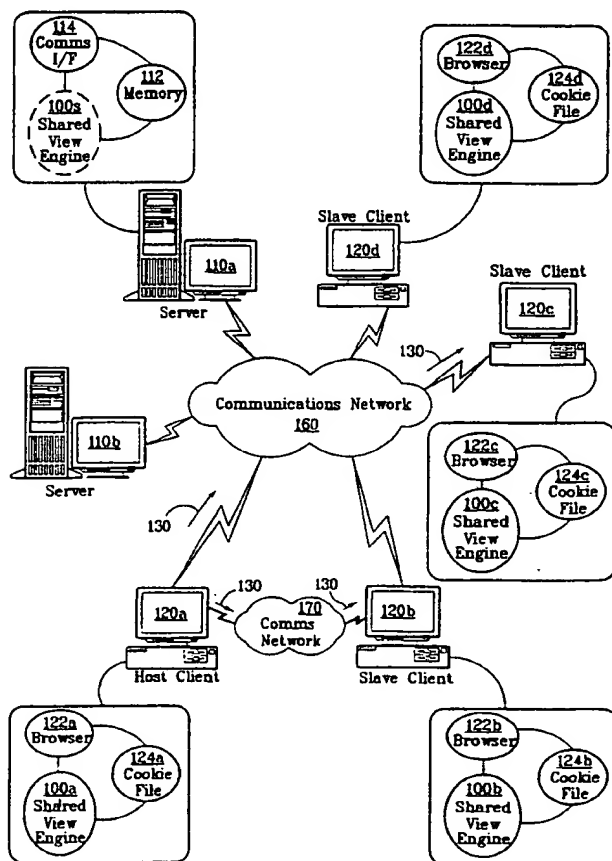 114
Comms
I/F
112
Memory
100s
Shared
View
Engine
122d
Browser
124d
Cookie
File
100d
Shared
View
Engine
110a
Server
Slave Client
120d
Slave Client
120c
130
Communications Network
160
110b
Server
122c
Browser
124c
Cookie
File
100c
Shared
View
Engine
130
120a
Host Client
130
170
Comms
Network
130
120b
Slave Client
122a
Browser
124a
Cookie
File
100a
Shared
View
Engine
122b
Browser
124b
Cookie
File
100b
Shared
View
Engine